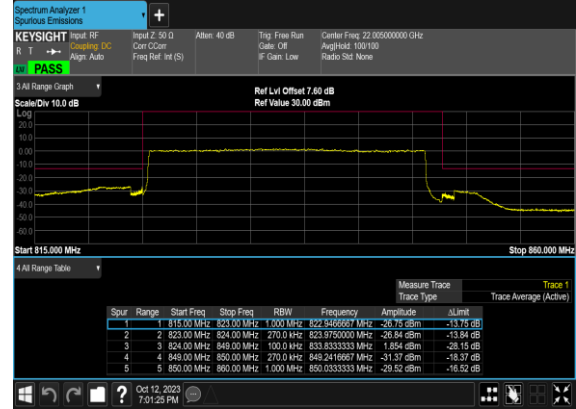 Spectrum Analyzer 1
Spurious Emissions
+
KEYSIGHT Input: RF Input Z: 50 Ω Atten: 40 dB Trig: Free Run Center Freq: 22.005000000 GHz
R T Coupling: DC Corr CCorr Gate: Off Avg|Hold: 100/100
Align: Auto Freq Ref: Int (S) IF Gain: Low Radio Std: None
PASS
3 All Range Graph Ref Lvl Offset 7.60 dB
Scale/Div 10.0 dB Ref Value 30.00 dBm
Log
20.0
10.0
0.00
-10.0
-20.0
-30.0
-40.0
-50.0
-60.0
Start 815.000 MHz Stop 860.000 MHz
4 All Range Table
Measure Trace Trace 1
Trace Type Trace Average (Active)
Spur Range Start Freq Stop Freq RBW Frequency Amplitude ΔLimit
1 1 815.00 MHz 823.00 MHz 1.000 MHz 822.9466667 MHz -26.75 dBm -13.75 dB
2 2 823.00 MHz 824.00 MHz 270.0 kHz 823.9750000 MHz -26.84 dBm -13.84 dB
3 3 824.00 MHz 849.00 MHz 100.0 kHz 833.8333333 MHz 1.854 dBm -28.15 dB
4 4 849.00 MHz 850.00 MHz 270.0 kHz 849.2416667 MHz -31.37 dBm -18.37 dB
5 5 850.00 MHz 860.00 MHz 1.000 MHz 850.0333333 MHz -29.52 dBm -16.52 dB
? Oct 12, 2023
7:01:25 PM